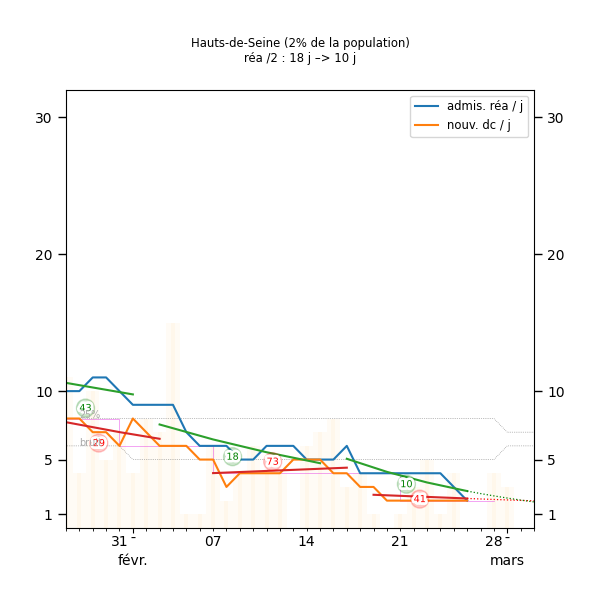 Hauts-de-Seine (2% de la population)
réa /2 : 18 j –> 10 j
admis. réa / j
nouv. dc / j
30 30
20 20
10 10
43
29
18
73
5 5
10
41
1 1
31 07 14 21 28
févr. mars